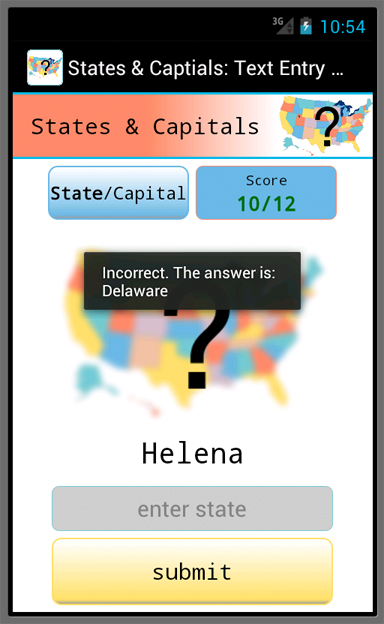 3G 10:54
States & Captials: Text Entry ...
States & Capitals ?
State/Capital
Score
10/12
Incorrect. The answer is:
Delaware
?
Helena
enter state
submit